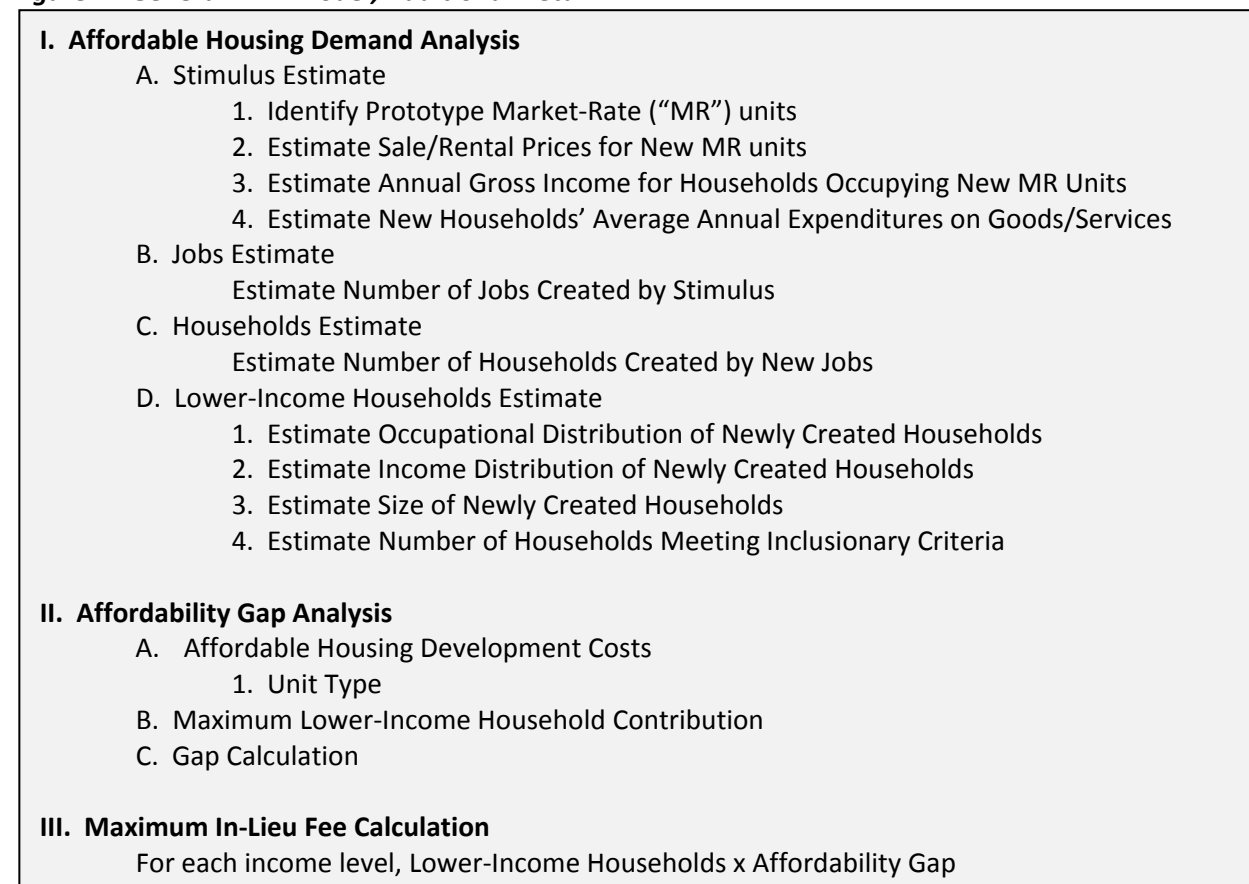 I. Affordable Housing Demand Analysis
A. Stimulus Estimate
1. Identify Prototype Market-Rate (“MR”) units
2. Estimate Sale/Rental Prices for New MR units
3. Estimate Annual Gross Income for Households Occupying New MR Units
4. Estimate New Households’ Average Annual Expenditures on Goods/Services
B. Jobs Estimate
Estimate Number of Jobs Created by Stimulus
C. Households Estimate
Estimate Number of Households Created by New Jobs
D. Lower-Income Households Estimate
1. Estimate Occupational Distribution of Newly Created Households
2. Estimate Income Distribution of Newly Created Households
3. Estimate Size of Newly Created Households
4. Estimate Number of Households Meeting Inclusionary Criteria
II. Affordability Gap Analysis
A. Affordable Housing Development Costs
1. Unit Type
B. Maximum Lower-Income Household Contribution
C. Gap Calculation
III. Maximum In-Lieu Fee Calculation
For each income level, Lower-Income Households x Affordability Gap